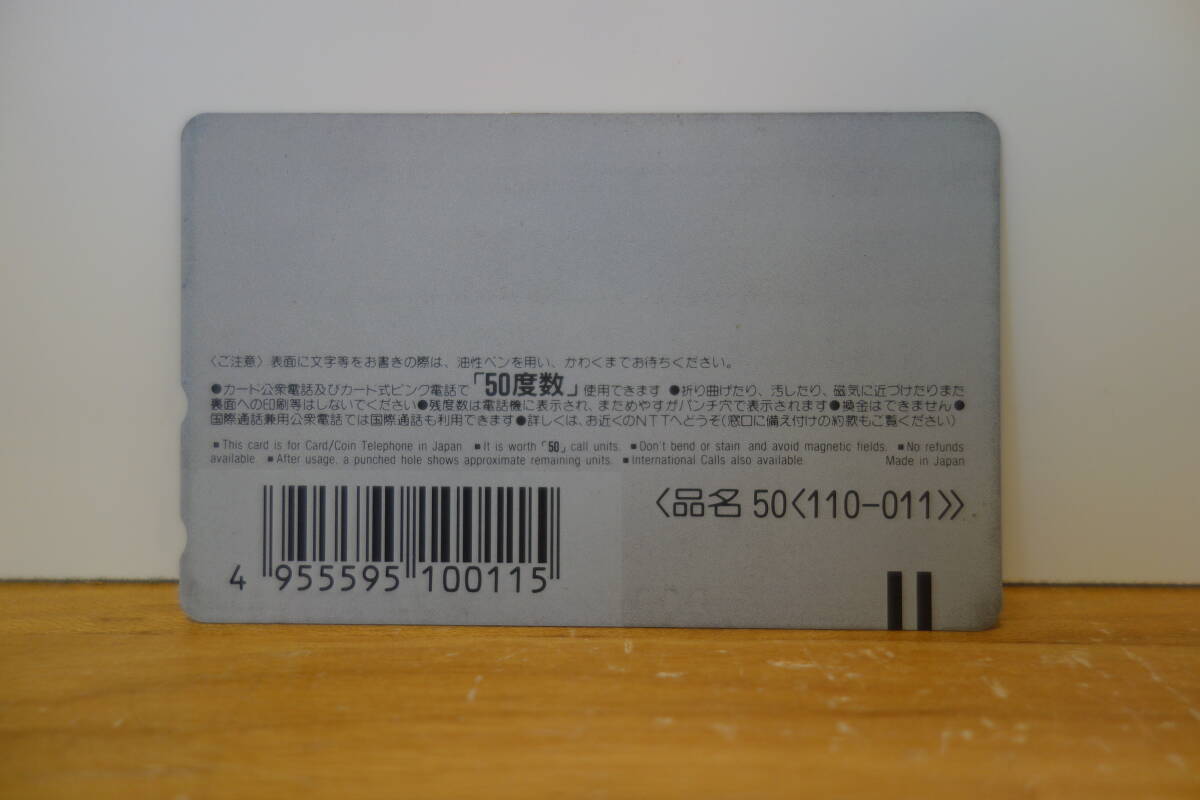 〈ご注意〉表面に文字等をお書きの際は、油性ペンを用い、かわくまでお待ちください。
●カード公衆電話及びカード式ピンク電話で「50度数」使用できます ●折り曲げたり、汚したり、磁気に近づけたりまた
裏面への印刷等はしないでください●残度数は電話機に表示され、まためやすがパンチ穴で表示されます●換金はできません●
国際通話兼用公衆電話では国際通話も利用できます●詳しくは、お近くのNTTへどうぞ(窓口に備え付けの約款もご覧ください)
■This card is for Card/Coin Telephone in Japan ■It is worth「50」call units. ■Don't bend or stain and avoid magnetic fields. ■No refunds
available. ■After usage, a punched hole shows approximate remaining units. ■International Calls also available. Made in Japan
〈品名 50〈110-011〉〉
4 955595 100115